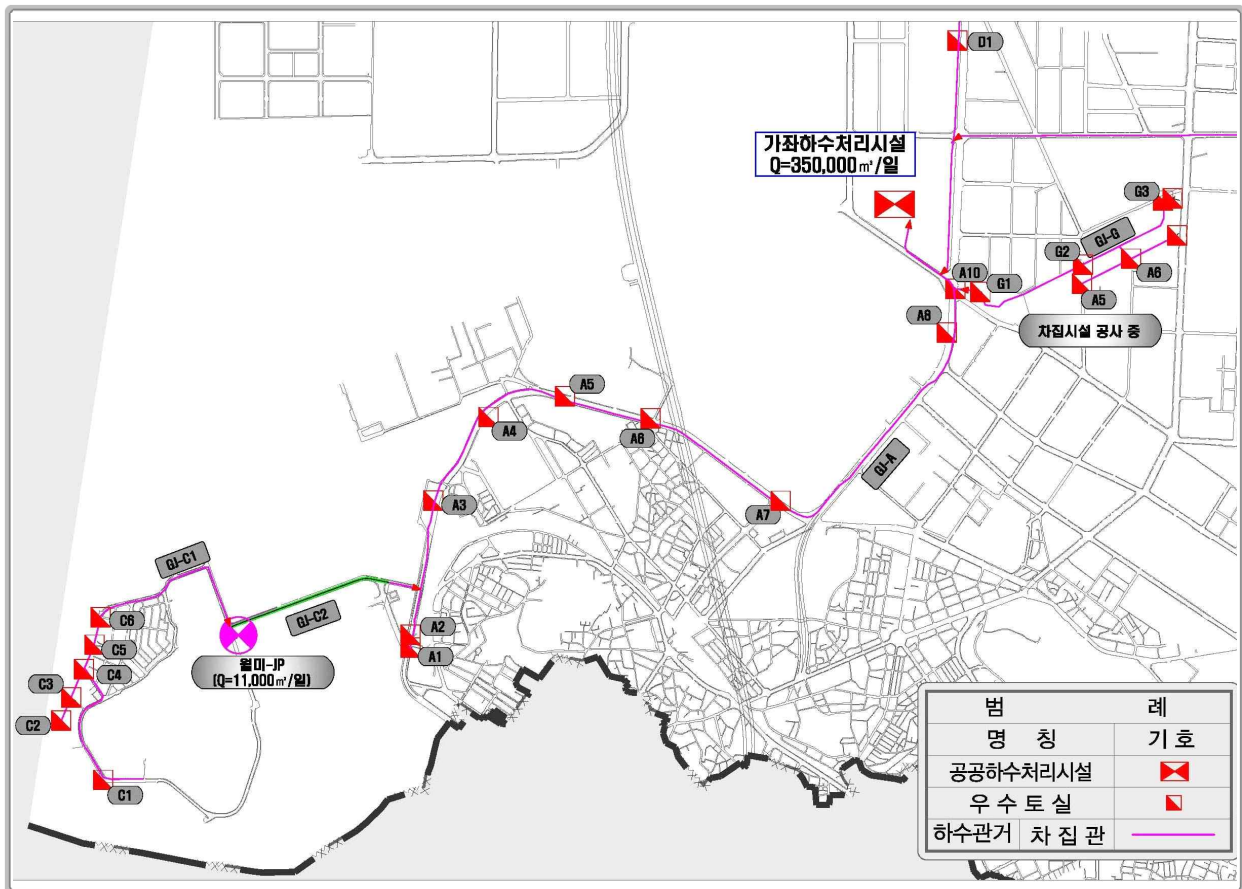 D1
가좌하수처리시설
Q=350,000㎥/일
G3
GJ-G
G2
A10
G1
A6
A5
A8
차집시설 공사 중
A5
A6
A4
GJ-A
A3
A7
GJ-C1
GJ-C2
C6
A2
C5
A1
월미-JP
(Q=11,000㎥/일)
C4
C3
C2
C1
범 례
명 칭 기 호
공공하수처리시설
우 수 토 실
하수관거 차 집 관